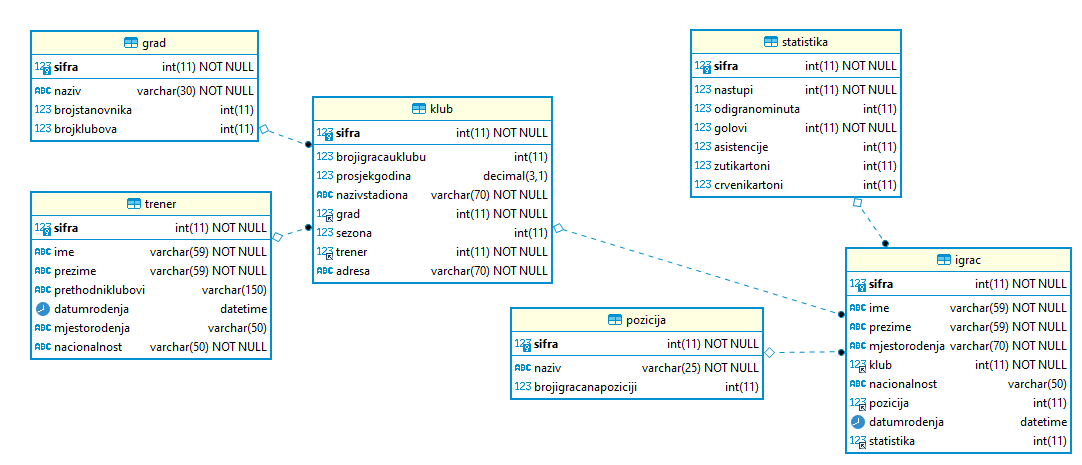 grad
123 sifra int(11) NOT NULL
ABC naziv varchar(30) NOT NULL
123 brojstanovnika int(11)
123 brojklubova int(11)
trener
123 sifra int(11) NOT NULL
ABC ime varchar(59) NOT NULL
ABC prezime varchar(59) NOT NULL
ABC prethodniklubovi varchar(150)
datumrodenja datetime
ABC mjestorodenja varchar(50)
ABC nacionalnost varchar(50) NOT NULL
klub
123 sifra int(11) NOT NULL
123 brojigracauklubu int(11)
123 prosjekgodina decimal(3,1)
ABC nazivstadiona varchar(70) NOT NULL
123 grad int(11) NOT NULL
123 sezona int(11)
123 trener int(11) NOT NULL
ABC adresa varchar(70) NOT NULL
pozicija
123 sifra int(11) NOT NULL
ABC naziv varchar(25) NOT NULL
123 brojigracanapoziciji int(11)
statistika
123 sifra int(11) NOT NULL
123 nastupi int(11) NOT NULL
123 odigranominuta int(11)
123 golovi int(11) NOT NULL
123 asistencije int(11)
123 zutikartoni int(11)
123 crvenikartoni int(11)
igrac
123 sifra int(11) NOT NULL
ABC ime varchar(59) NOT NULL
ABC prezime varchar(59) NOT NULL
ABC mjestorodenja varchar(70) NOT NULL
123 klub int(11) NOT NULL
ABC nacionalnost varchar(50)
123 pozicija int(11)
datumrodenja datetime
123 statistika int(11)